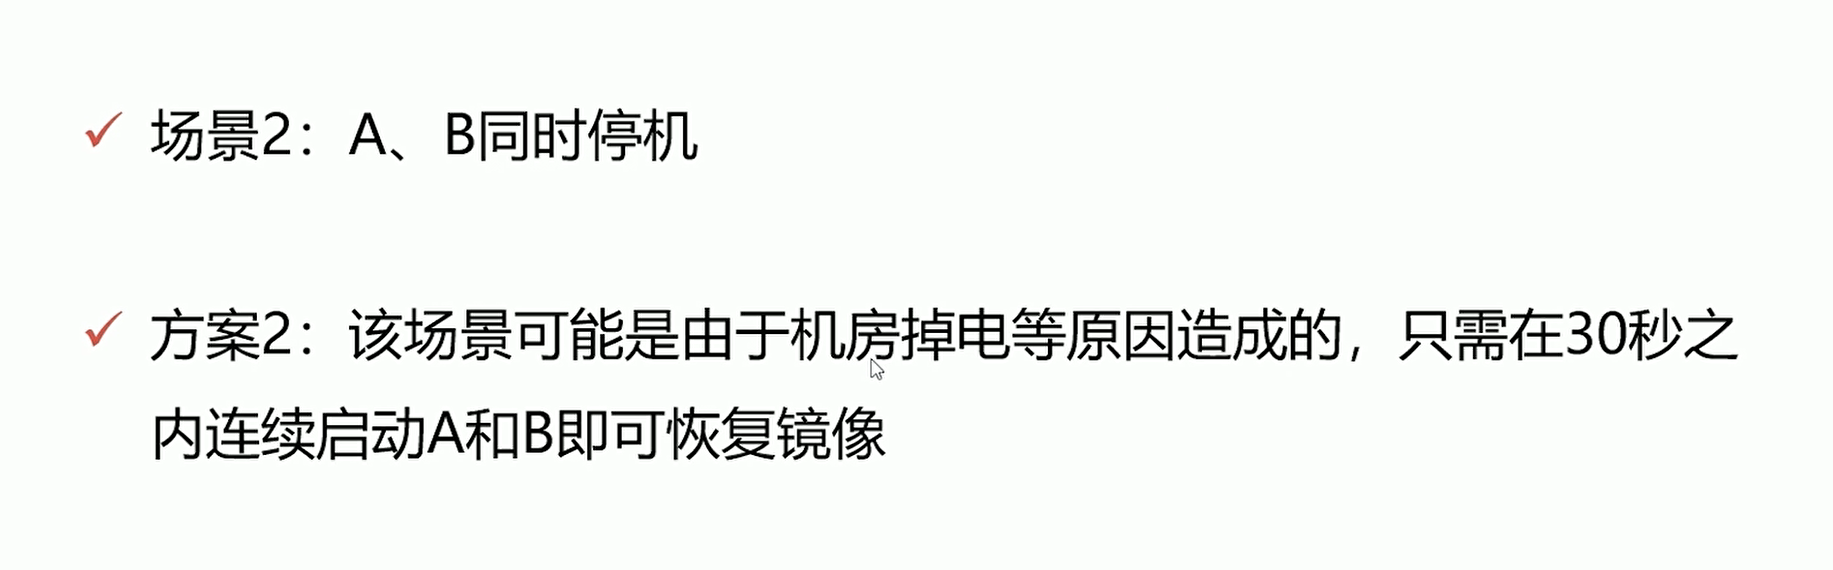 场景2：A、B同时停机
方案2：该场景可能是由于机房掉电等原因造成的，只需在30秒之
内连续启动A和B即可恢复镜像